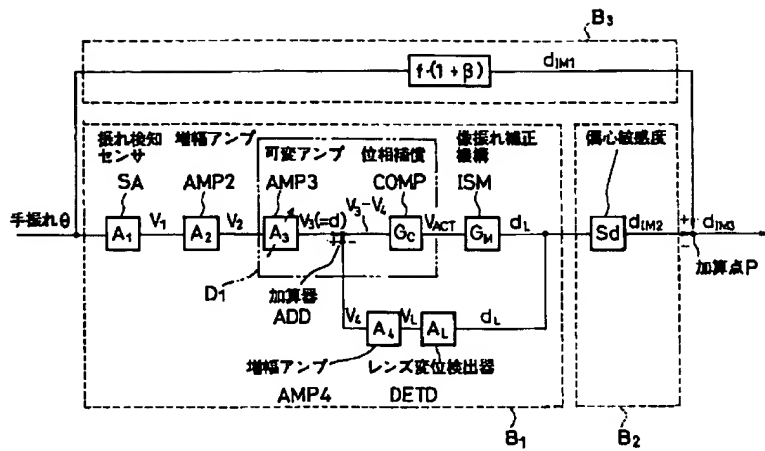 B3
f·(1+β)
dIM1
振れ検知
センサ
SA
増幅アンプ
AMP2
可変アンプ
AMP3
位相補償
COMP
像振れ補正
機構
ISM
偏心敏感度
手振れθ
A1
V1
A2
V2
A3
V3(=d)
V3-V4
GC
VACT
GM
dL
Sd
dIM2
dIM3
加算点P
D1
加算器
ADD
V4
A4
VL
AL
dL
増幅アンプ
AMP4
レンズ変位検出器
DETD
B1
B2